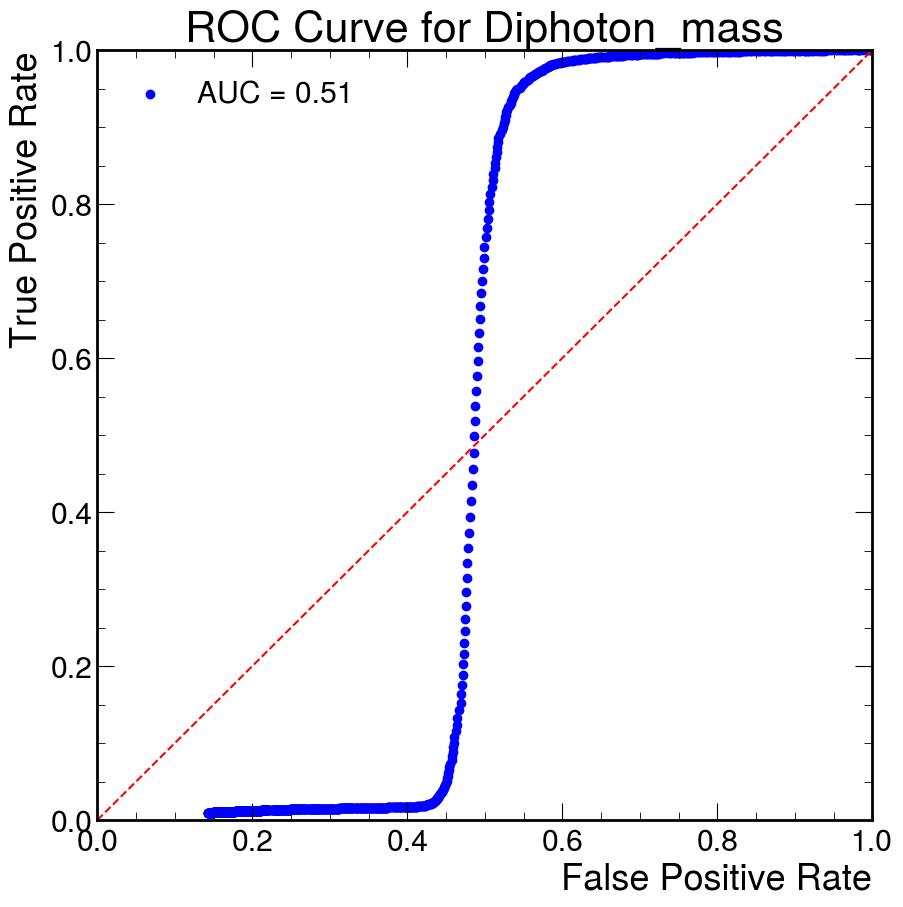 ROC Curve for Diphoton_mass
True Positive Rate
1.0
0.8
0.6
0.4
0.2
0.0
AUC = 0.51
0.0 0.2 0.4 0.6 0.8 1.0
False Positive Rate